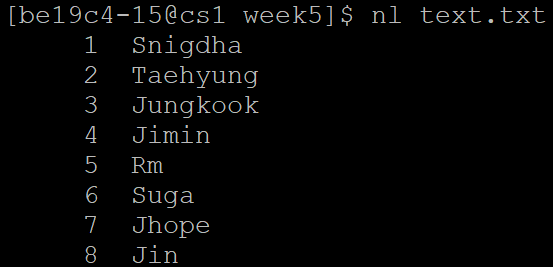 [be19c4-15@cs1 week5]$ nl text.txt
1 Snigdha
2 Taehyung
3 Jungkook
4 Jimin
5 Rm
6 Suga
7 Jhope
8 Jin